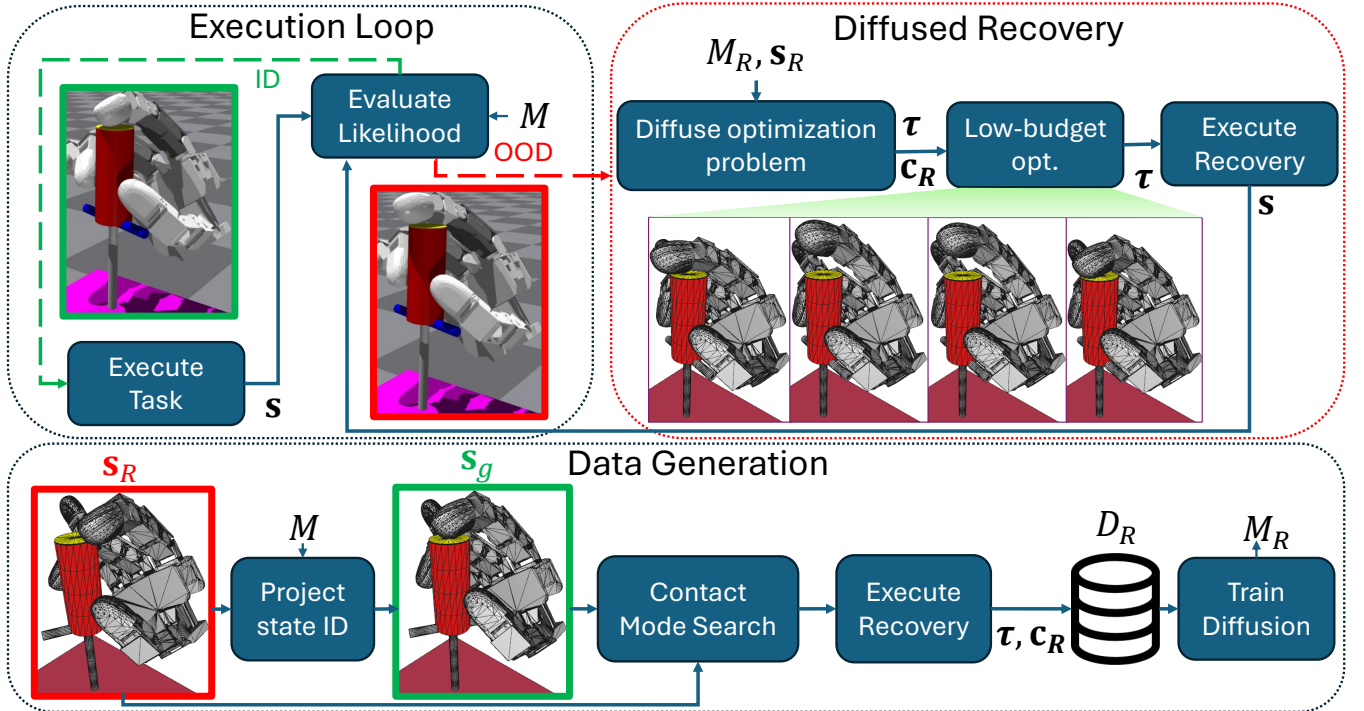 Execution Loop
ID
Evaluate
Likelihood
M
OOD
Execute
Task
s
Diffused Recovery
M_R, s_R
Diffuse optimization
problem
τ
c_R
Low-budget
opt.
τ
Execute
Recovery
s
Data Generation
s_R
M
Project
state ID
s_g
Contact
Mode Search
Execute
Recovery
τ, c_R
D_R
M_R
Train
Diffusion